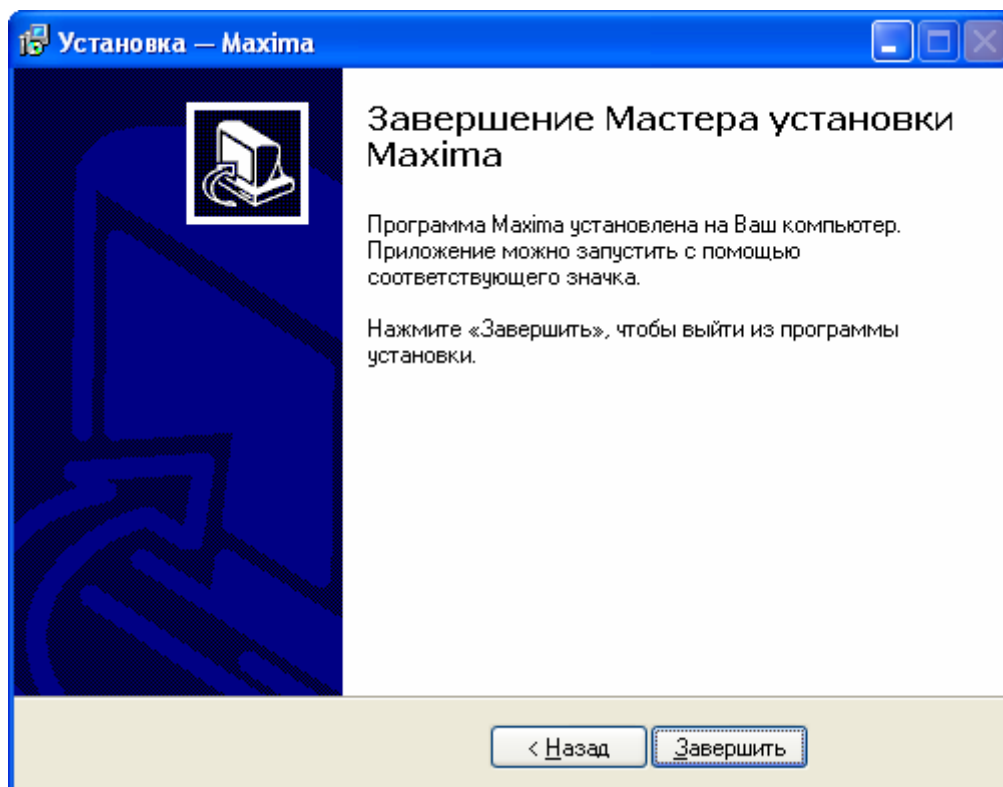 Установка — Maxima
Завершение Мастера установки
Maxima
Программа Maxima установлена на Ваш компьютер.
Приложение можно запустить с помощью
соответствующего значка.
Нажмите «Завершить», чтобы выйти из программы
установки.
< Назад
Завершить